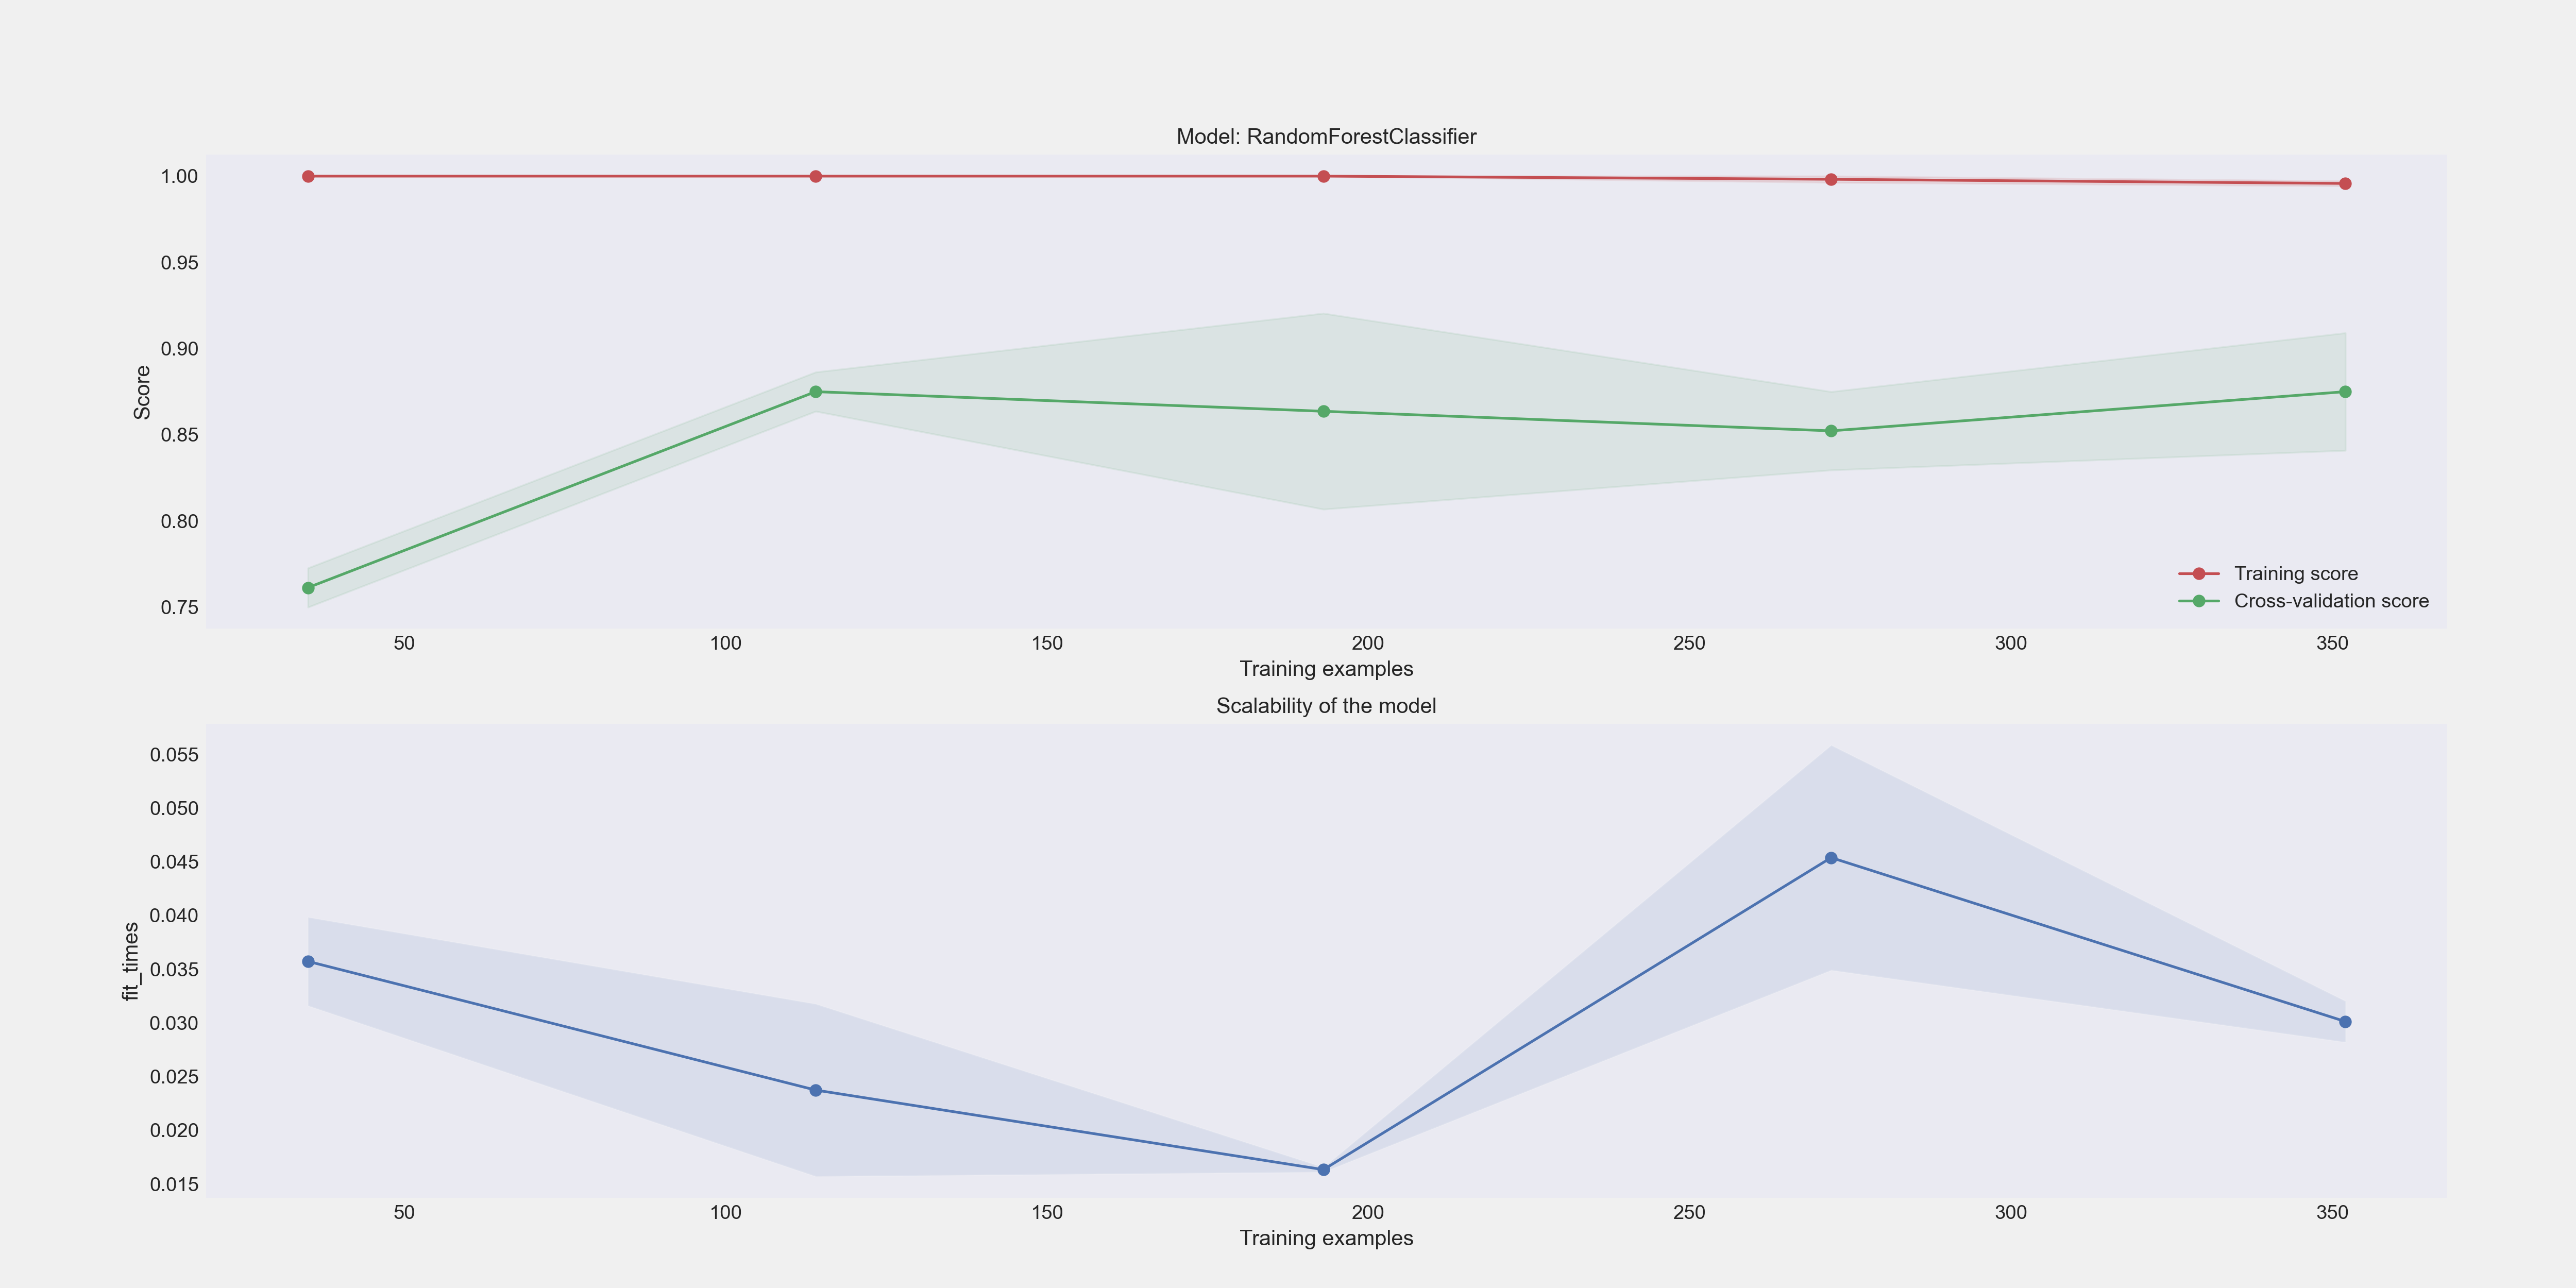 Model: RandomForestClassifier
1.00
0.95
0.90
0.85
0.80
0.75
Score
Training score
Cross-validation score
50 100 150 200 250 300 350
Training examples
Scalability of the model
0.055
0.050
0.045
0.040
0.035
0.030
0.025
0.020
0.015
fit_times
50 100 150 200 250 300 350
Training examples